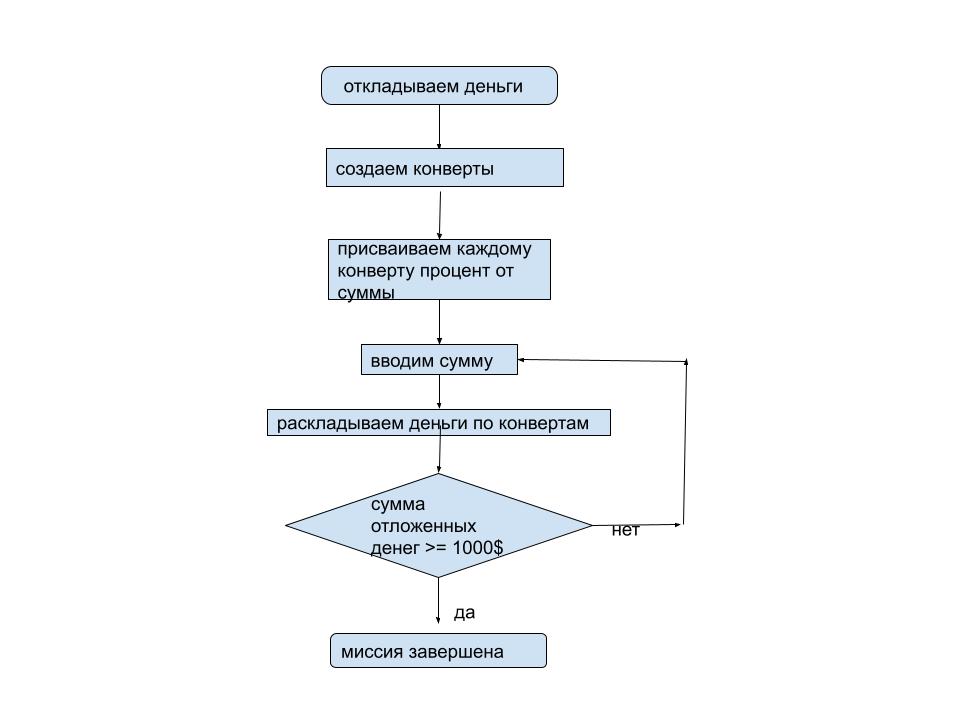 откладываем деньги
создаем конверты
присваиваем каждому
конверту процент от
суммы
вводим сумму
раскладываем деньги по конвертам
сумма
отложенных
денег >= 1000$
нет
да
миссия завершена